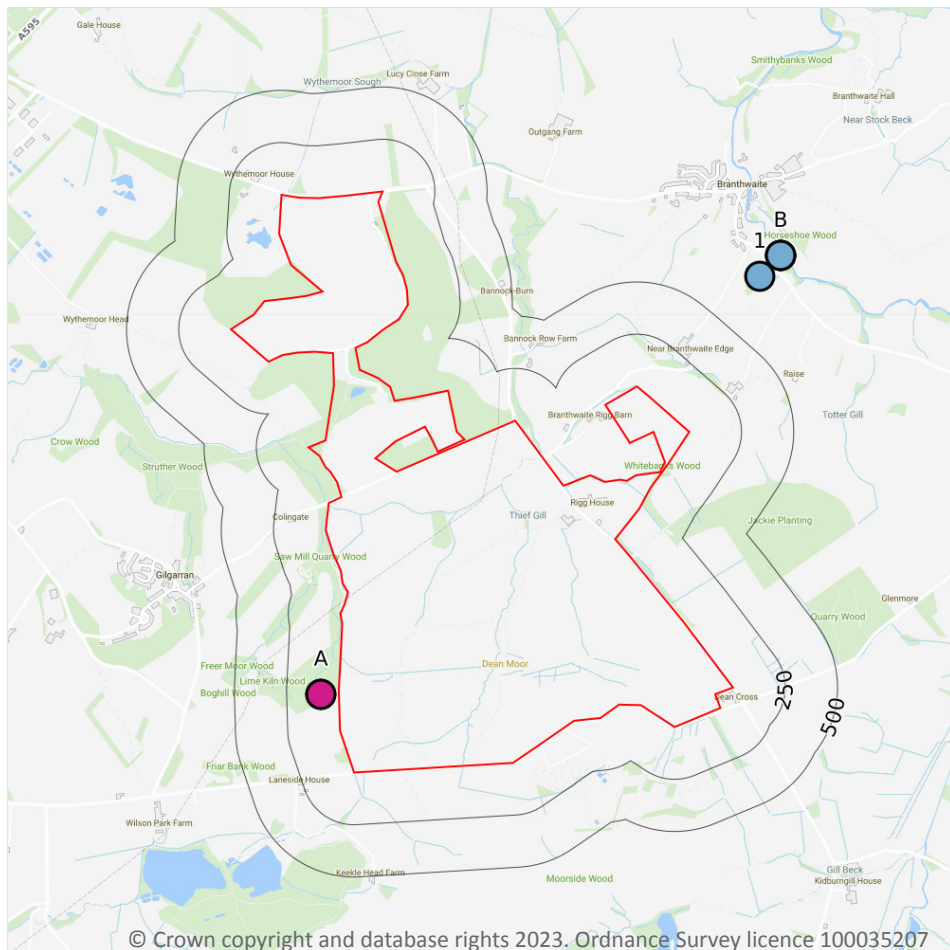 A595
Gale House
Lucy Close Farm
Wythemoor Sough
Smithybanks Wood
Branthwaite Hall
Near Stock Beck
Outgang Farm
Wythemoor House
Branthwaite
B
Horseshoe Wood
1
Bannock-Burn
Wythemoor Head
Bannock Row Farm
Near Branthwaite Edge
Raise
Branthwaite Rigg Barn
Totter Gill
Crow Wood
Struther Wood
Whitebanks Wood
Rigg House
Colingate
Thief Gill
Jackie Planting
Saw Mill Quarry Wood
Gilgarran
Glenmore
Quarry Wood
A
Dean Moor
Freer Moor Wood
Lime Kiln Wood
Boghill Wood
250
Dean Cross
500
Friar Bank Wood
Laneside House
Wilson Park Farm
Keekle Head Farm
Moorside Wood
Gill Beck
Kidburngill House
© Crown copyright and database rights 2023. Ordnance Survey licence 100035207